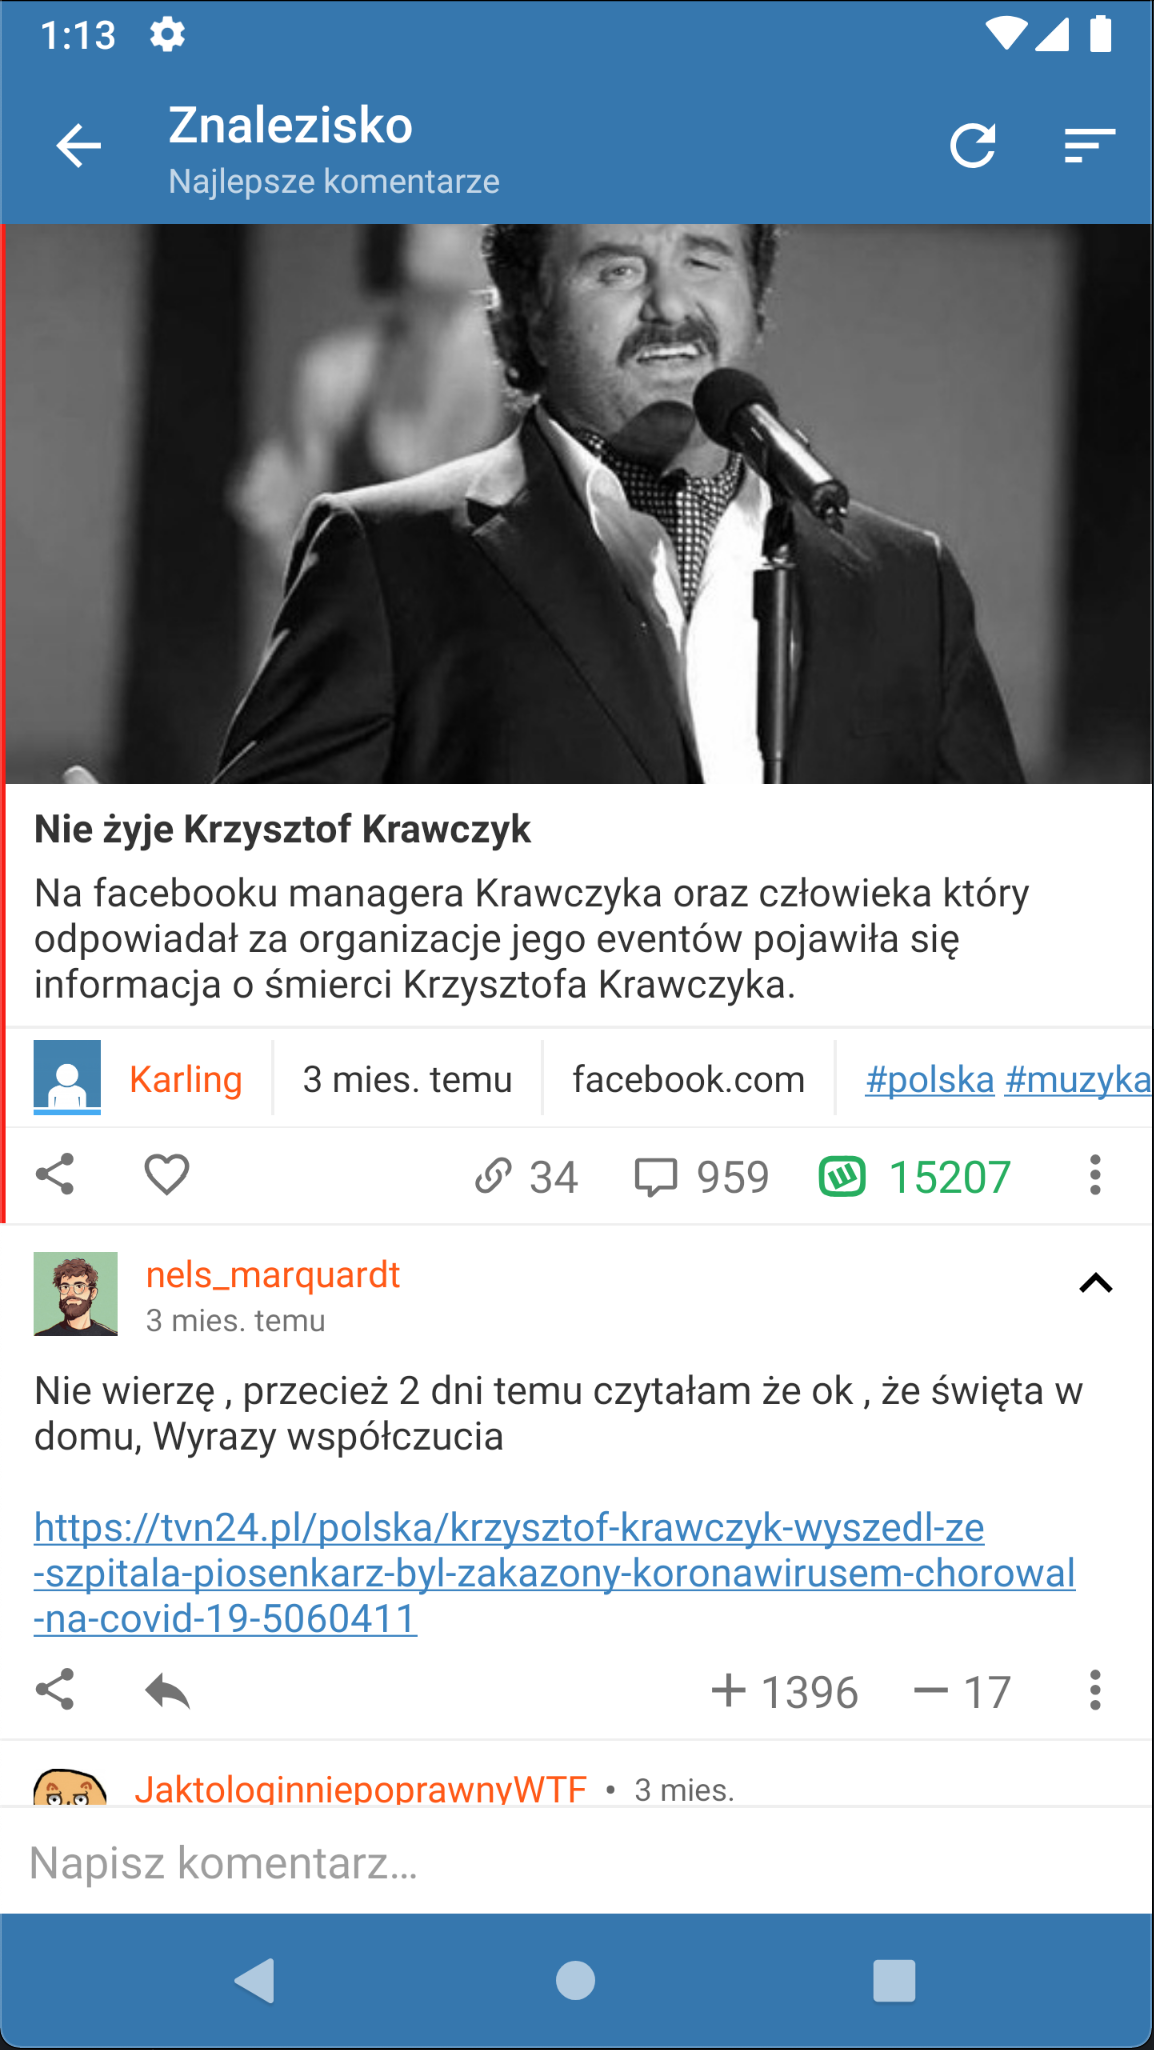 1:13
Znalezisko
Najlepsze komentarze
Nie żyje Krzysztof Krawczyk
Na facebooku managera Krawczyka oraz człowieka który
odpowiadał za organizacje jego eventów pojawiła się
informacja o śmierci Krzysztofa Krawczyka.
Karling 3 mies. temu facebook.com #polska #muzyka
34 959 15207
nels_marquardt
3 mies. temu
Nie wierzę , przecież 2 dni temu czytałam że ok , że święta w
domu, Wyrazy współczucia
https://tvn24.pl/polska/krzysztof-krawczyk-wyszedl-ze
-szpitala-piosenkarz-byl-zakazony-koronawirusem-chorowal
-na-covid-19-5060411
+ 1396 — 17
JaktologinniepoprawnyWTF • 3 mies.
Napisz komentarz...